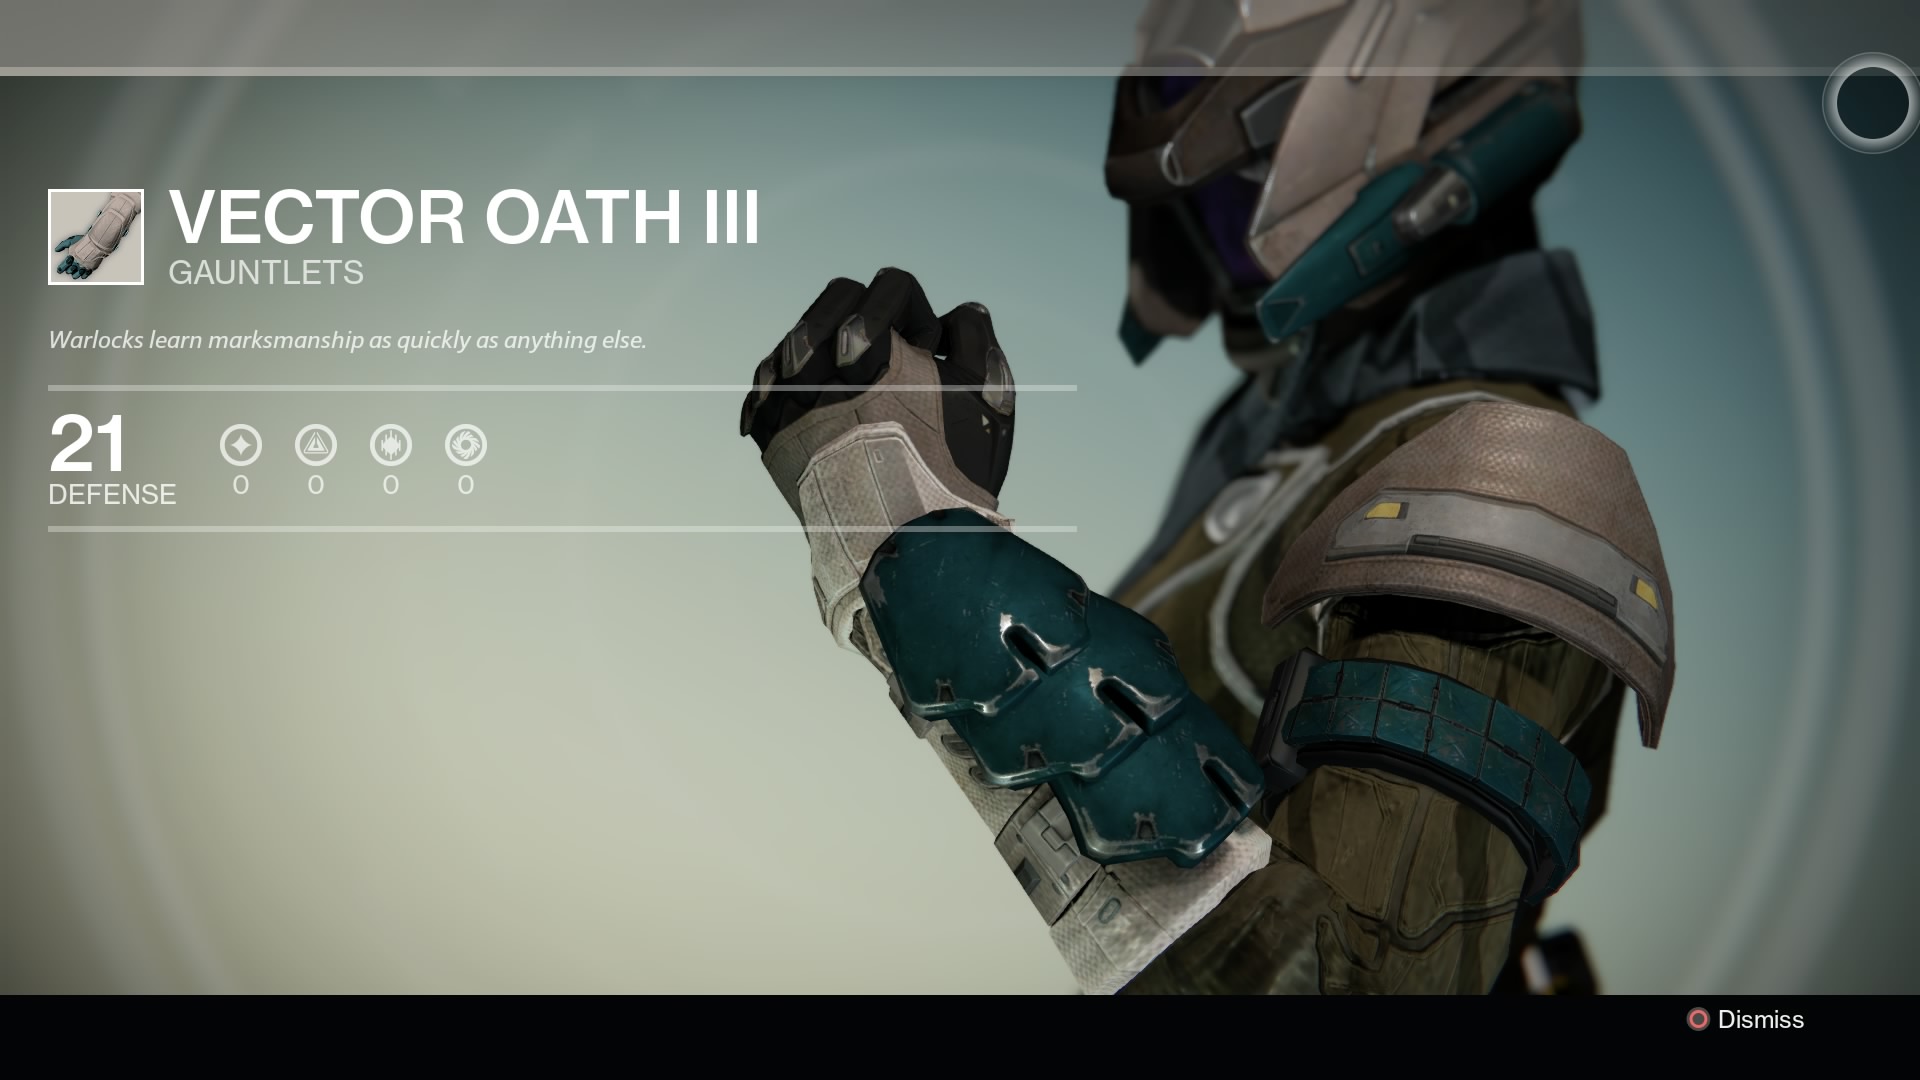 VECTOR OATH III
GAUNTLETS
Warlocks learn marksmanship as quickly as anything else.
21
DEFENSE
0 0 0 0
Dismiss